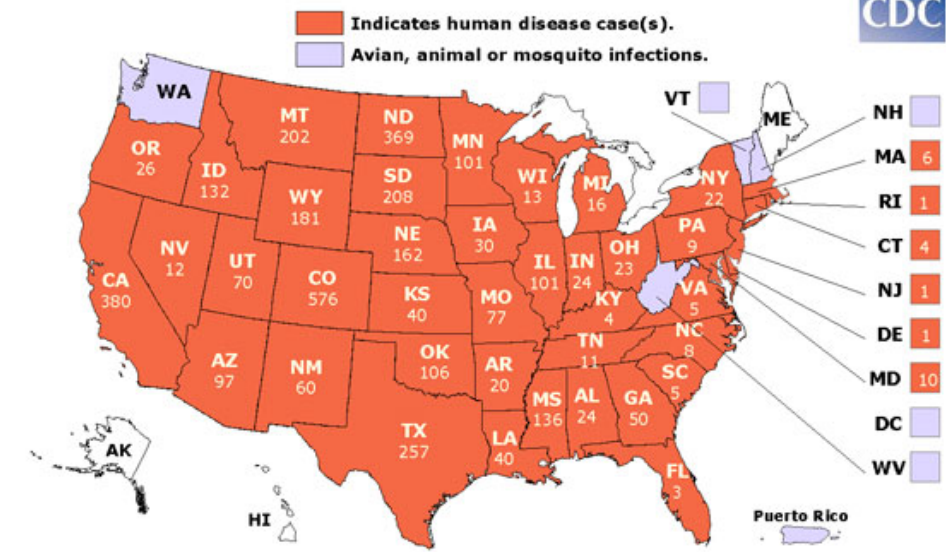 Indicates human disease case(s).
CDC
Avian, animal or mosquito infections.
WA
VT
ME
NH
MT
202
ND
369
MN
101
OR
26
ID
132
WY
181
SD
208
WI
13
MI
16
NY
22
MA 6
RI 1
NV
12
UT
70
CO
576
NE
162
IA
30
IL
101
IN
24
OH
23
PA
9
CT 4
CA
380
KS
40
MO
77
KY
4
VA
5
NJ 1
AZ
97
NM
60
OK
106
AR
20
TN
11
NC
8
DE 1
SC
5
MD 10
TX
257
LA
40
MS
136
AL
24
GA
50
DC
AK
FL
3
WV
HI
Puerto Rico